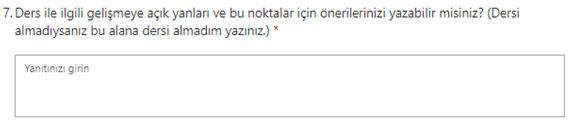 7. Ders ile ilgili gelişmeye açık yanları ve bu noktalar için önerilerinizi yazabilir misiniz? (Dersi
almadıysanız bu alana dersi almadım yazınız.) *
Yanıtınızı girin